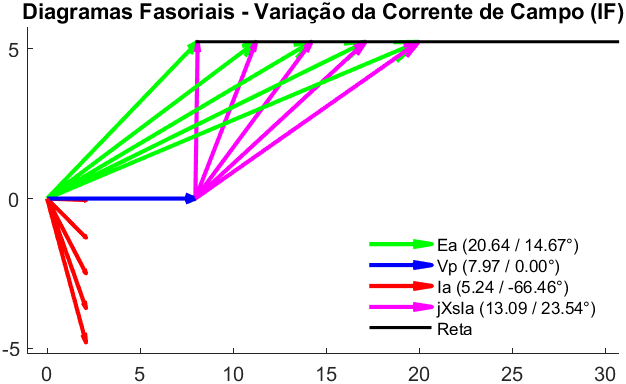 Diagramas Fasoriais - Variação da Corrente de Campo (IF)
5
0
-5
0 5 10 15 20 25 30
Ea (20.64 / 14.67°)
Vp (7.97 / 0.00°)
Ia (5.24 / -66.46°)
jXsIa (13.09 / 23.54°)
Reta